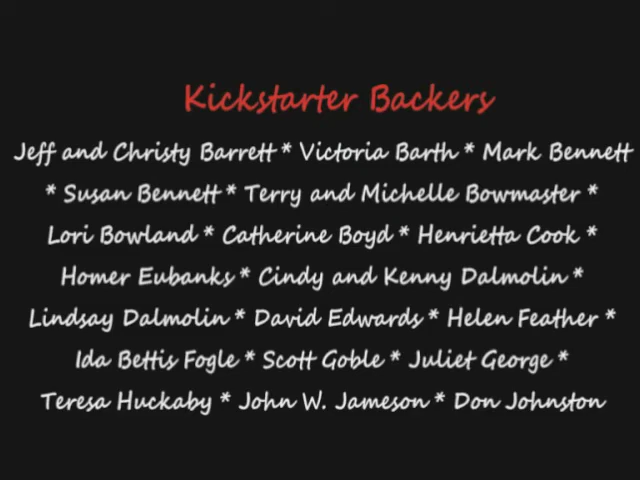 Kickstarter Backers
Jeff and Christy Barrett * Victoria Barth * Mark Bennett
* Susan Bennett * Terry and Michelle Bowmaster *
Lori Bowland * Catherine Boyd * Henrietta Cook *
Homer Eubanks * Cindy and Kenny Dalmolin *
Lindsay Dalmolin * David Edwards * Helen Feather *
Ida Bettis Fogle * Scott Goble * Juliet George *
Teresa Huckaby * John W. Jameson * Don Johnston